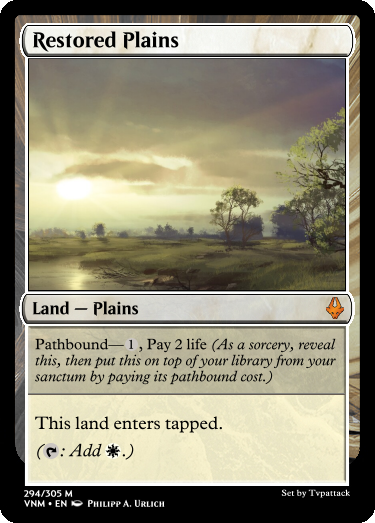 Restored Plains
Land — Plains
Pathbound—1, Pay 2 life (As a sorcery, reveal
this, then put this on top of your library from your
sanctum by paying its pathbound cost.)
This land enters tapped.
(: Add .)
294/305 M
VNM • EN Philipp A. Urlich
Set by Tvpattack